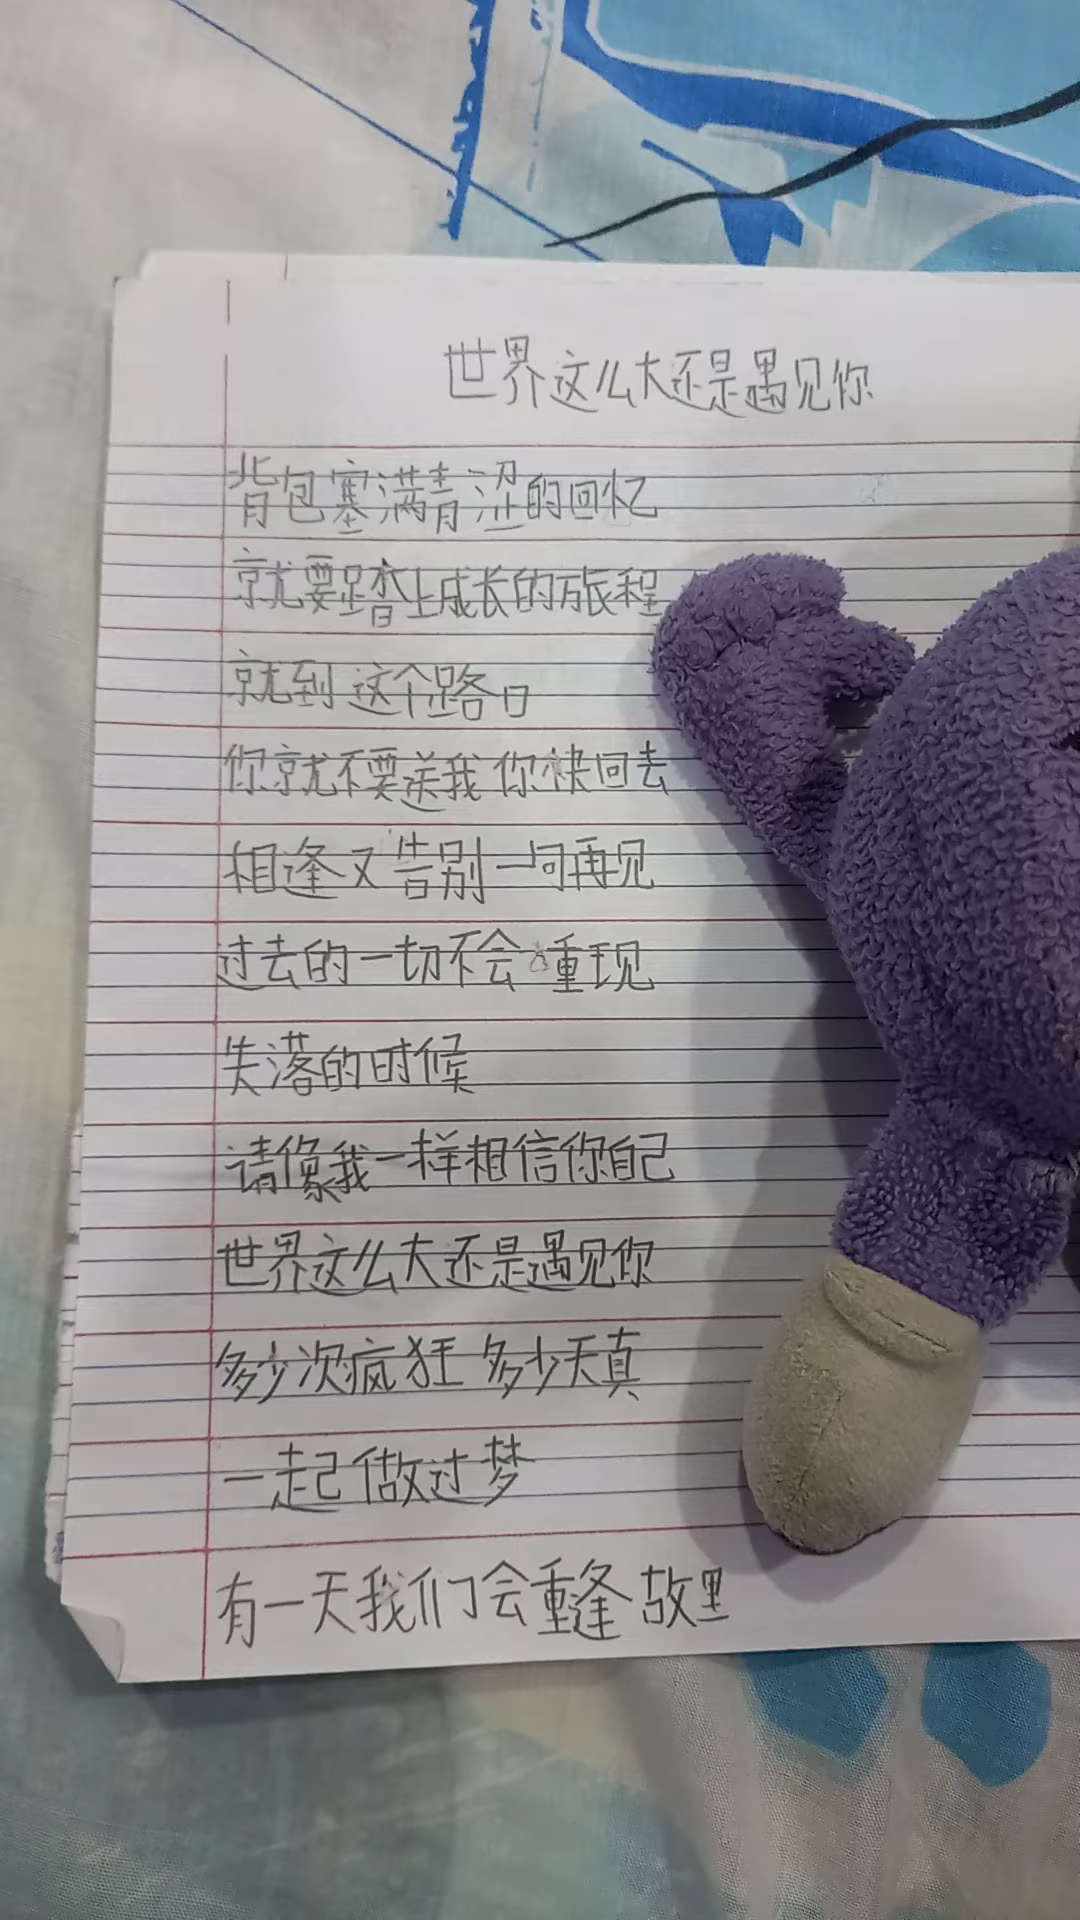 世界这么大还是遇见你
背包塞满青涩的回忆
就要踏上成长的旅程
就到这个路口
你就不要送我 你快回去
相逢又告别一句再见
过去的一切不会重现
失落的时候
请像我一样相信你自己
世界这么大还是遇见你
多少次疯狂 多少天真
一起做过梦
有一天我们会重逢 故里